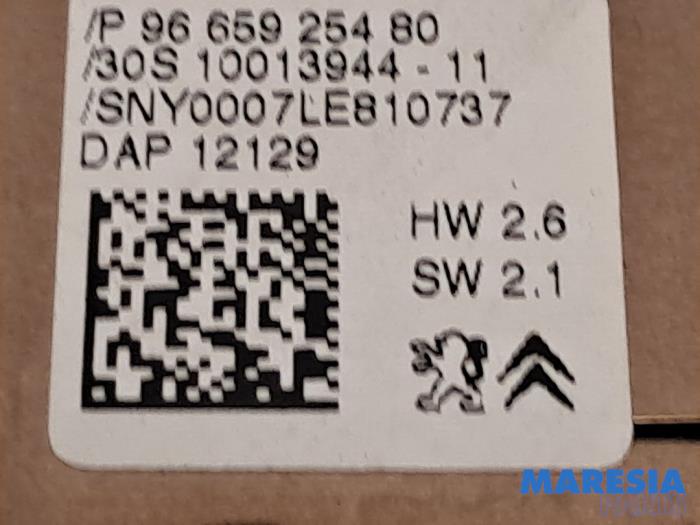 /P 96 659 254 80
/30S 10013944 - 11
/SNY0007LE810737
DAP 12129
HW 2.6
SW 2.1
MARESIA